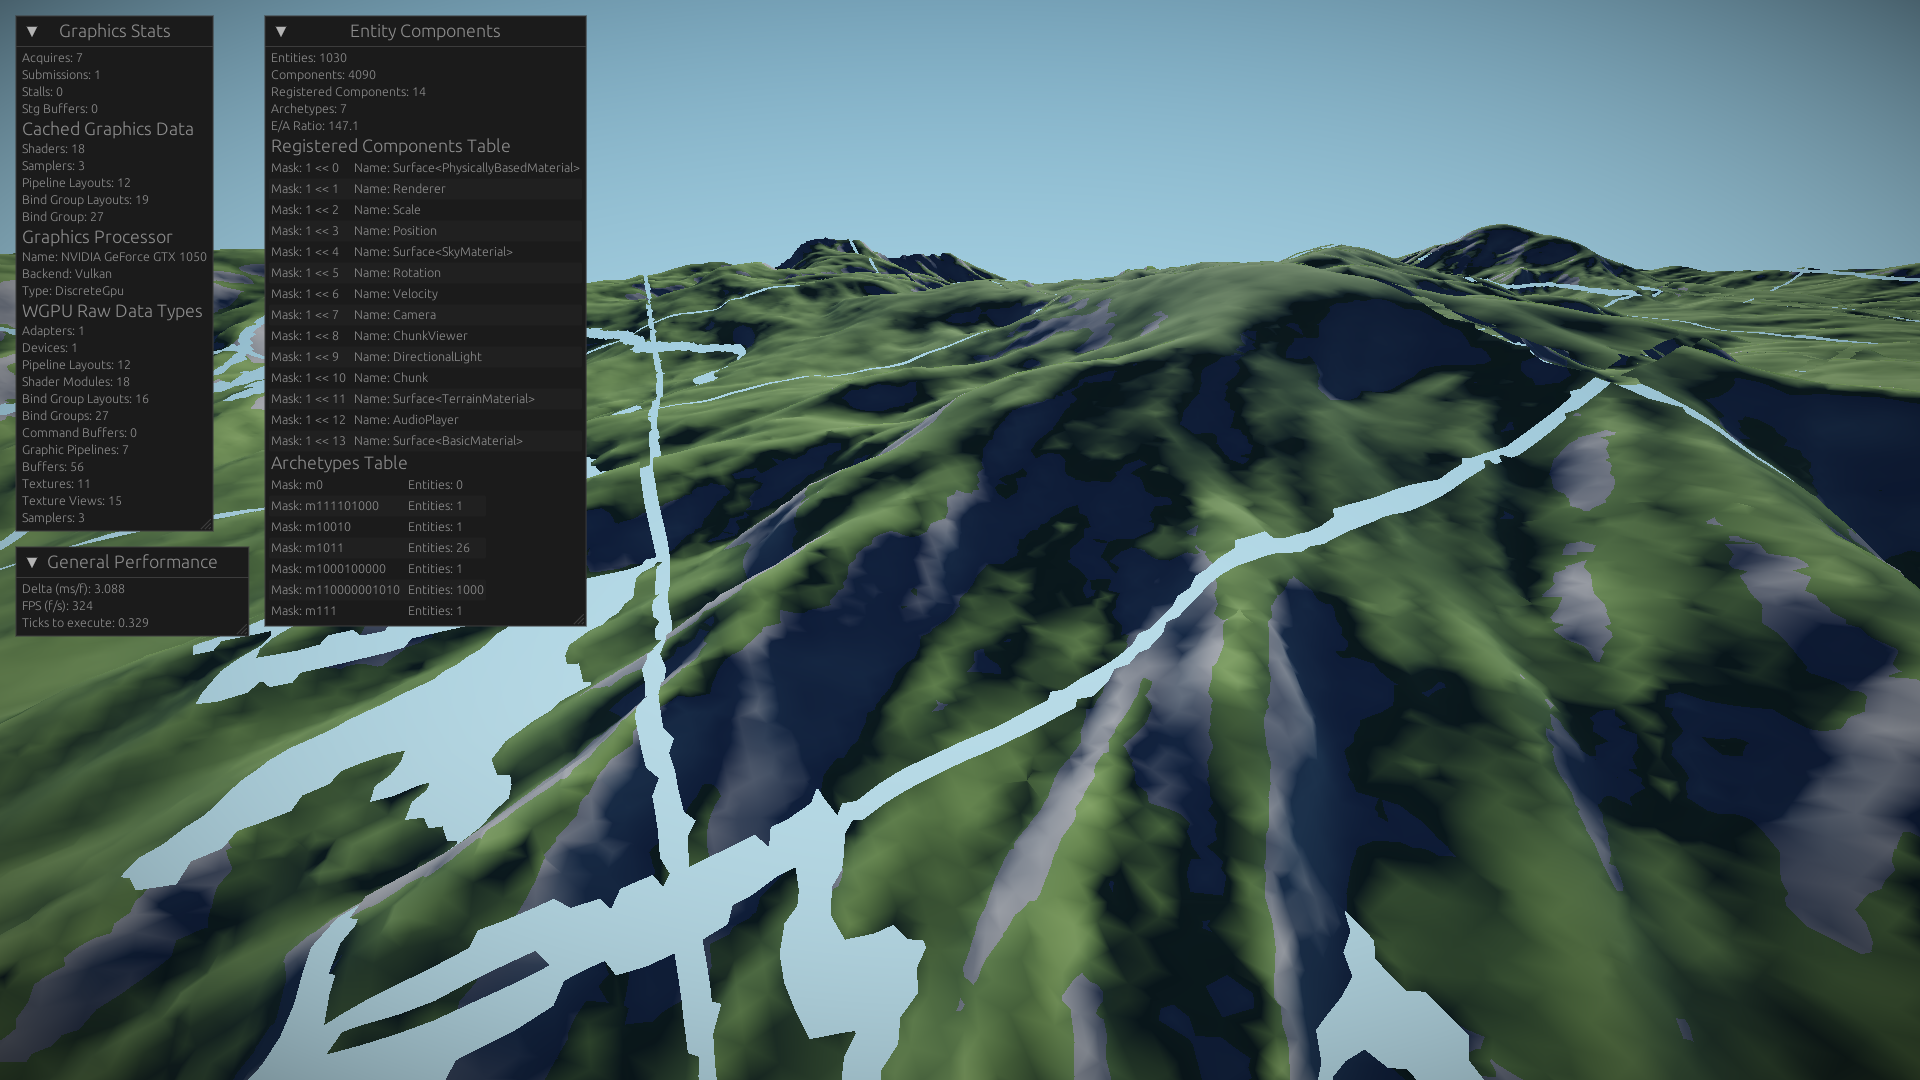 Graphics Stats
Acquires: 7
Submissions: 1
Stalls: 0
Stg Buffers: 0
Cached Graphics Data
Shaders: 18
Samplers: 3
Pipeline Layouts: 12
Bind Group Layouts: 19
Bind Group: 27
Graphics Processor
Name: NVIDIA GeForce GTX 1050
Backend: Vulkan
Type: DiscreteGpu
WGPU Raw Data Types
Adapters: 1
Devices: 1
Pipeline Layouts: 12
Shader Modules: 18
Bind Group Layouts: 16
Bind Groups: 27
Command Buffers: 0
Graphic Pipelines: 7
Buffers: 56
Textures: 11
Texture Views: 15
Samplers: 3
General Performance
Delta (ms/f): 3.088
FPS (f/s): 324
Ticks to execute: 0.329
Entity Components
Entities: 1030
Components: 4090
Registered Components: 14
Archetypes: 7
E/A Ratio: 147.1
Registered Components Table
Mask: 1 << 0 Name: Surface<PhysicallyBasedMaterial>
Mask: 1 << 1 Name: Renderer
Mask: 1 << 2 Name: Scale
Mask: 1 << 3 Name: Position
Mask: 1 << 4 Name: Surface<SkyMaterial>
Mask: 1 << 5 Name: Rotation
Mask: 1 << 6 Name: Velocity
Mask: 1 << 7 Name: Camera
Mask: 1 << 8 Name: ChunkViewer
Mask: 1 << 9 Name: DirectionalLight
Mask: 1 << 10 Name: Chunk
Mask: 1 << 11 Name: Surface<TerrainMaterial>
Mask: 1 << 12 Name: AudioPlayer
Mask: 1 << 13 Name: Surface<BasicMaterial>
Archetypes Table
Mask: m0 Entities: 0
Mask: m111101000 Entities: 1
Mask: m10010 Entities: 1
Mask: m1011 Entities: 26
Mask: m1000100000 Entities: 1
Mask: m110000001010 Entities: 1000
Mask: m111 Entities: 1